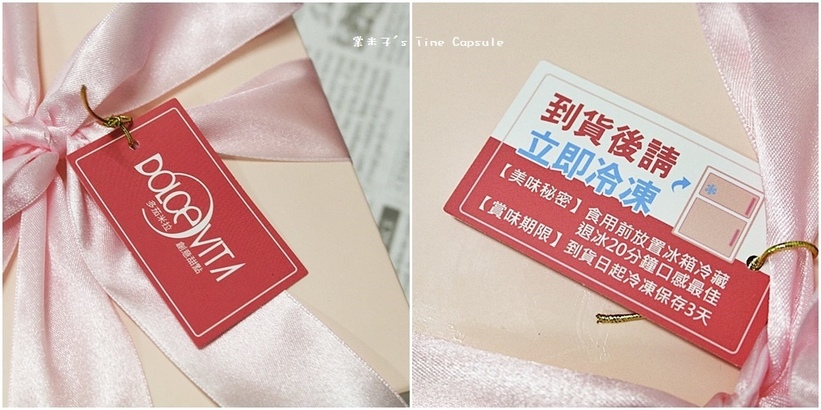 DOLCE VITA
多茄米拉
創意甜點
棠未子's Time Capsule
到貨後請
立即冷凍
【美味秘密】食用前放置冰箱冷藏
退冰20分鐘口感最佳
【賞味期限】到貨日起冷凍保存3天